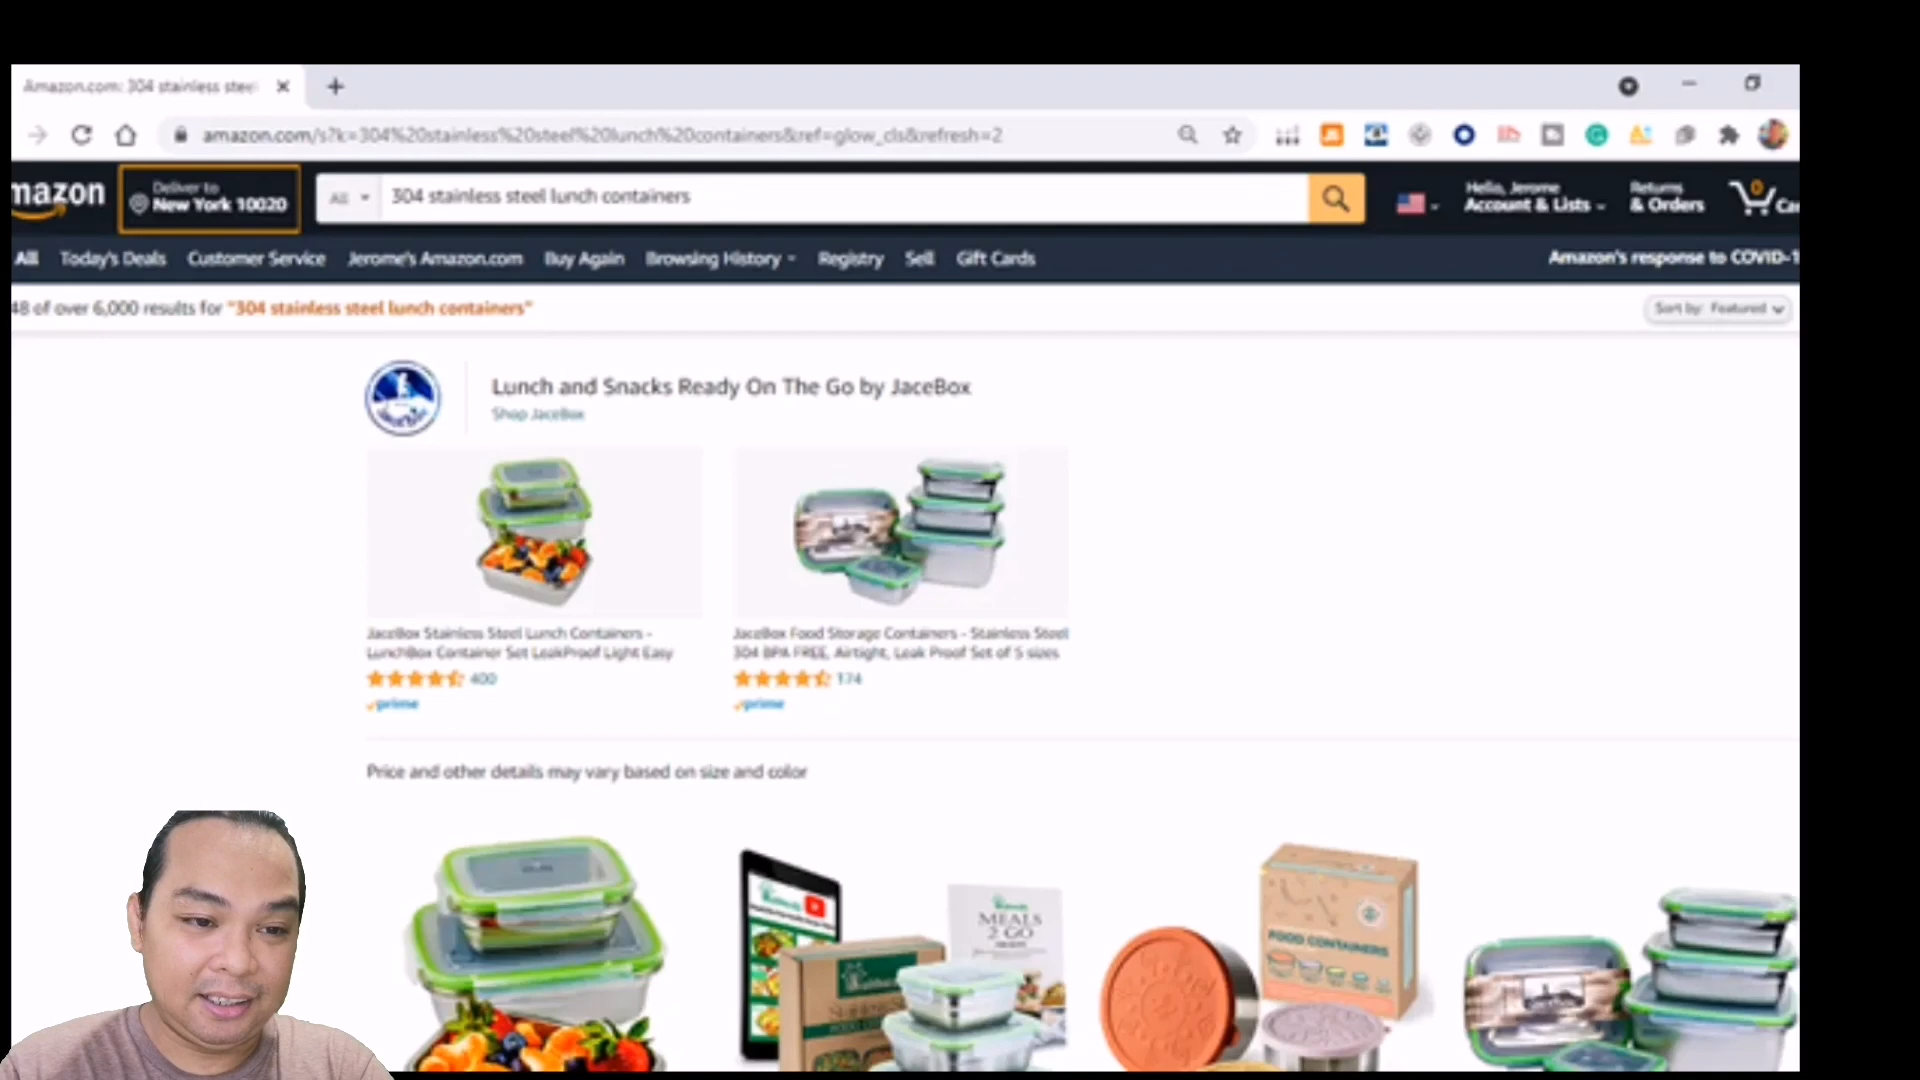 Amazon.com: 304 stainless stee
amazon.com/s?k=304%20stainless%20steel%20lunch%20containers&ref=glow_cls&refresh=2
mazon
Deliver to
New York 10020
All
304 stainless steel lunch containers
Hello, Jerome
Account & Lists
Returns
& Orders
0
Car
All Today's Deals Customer Service Jerome's Amazon.com Buy Again Browsing History Registry Sell Gift Cards
Amazon's response to COVID-1
48 of over 6,000 results for "304 stainless steel lunch containers"
Sort by: Featured
Lunch and Snacks Ready On The Go by JaceBox
Shop JaceBox
JaceBox Stainless Steel Lunch Containers -
LunchBox Container Set LeakProof Light Easy
400
prime
JaceBox Food Storage Containers - Stainless Steel
304 BPA FREE, Airtight, Leak Proof Set of 5 sizes
174
prime
Price and other details may vary based on size and color
MEALS
2 GO
FOOD CONTAINERS